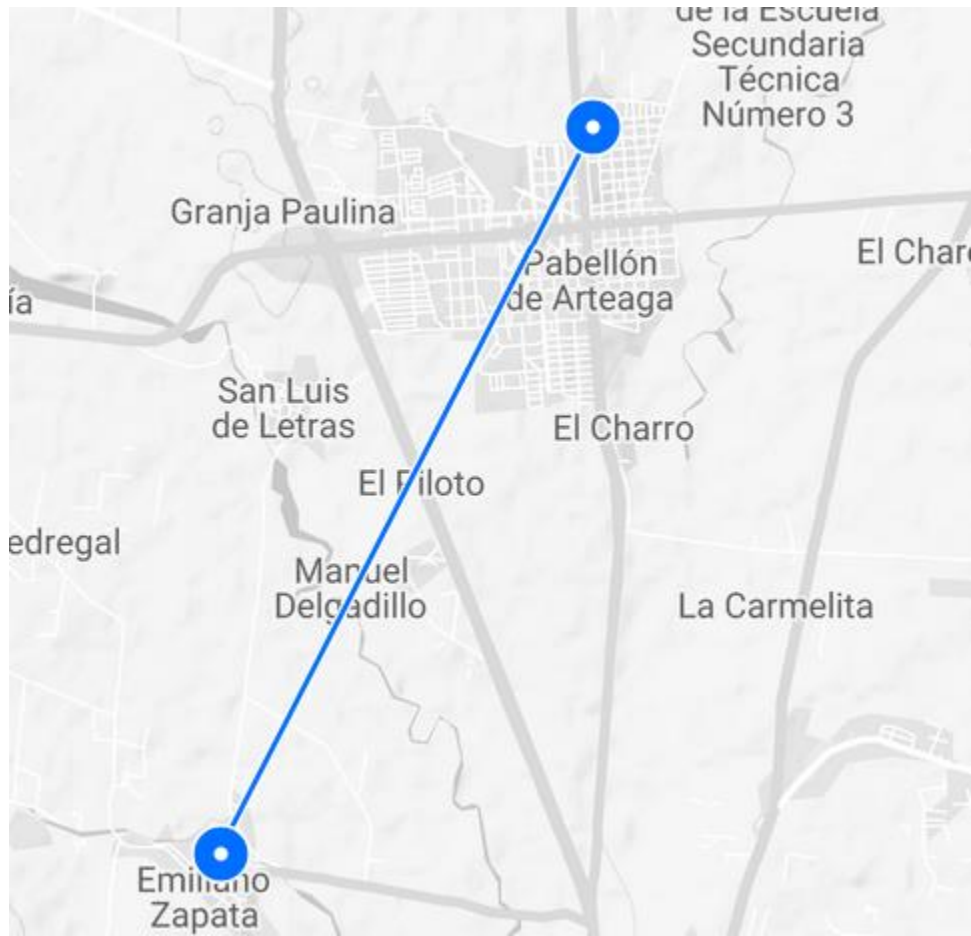 de la Escuela
Secundaria
Técnica
Número 3
Granja Paulina
El Charo
Pabellón
de Arteaga
ía
San Luis
de Letras
El Charro
El Piloto
edregal
Manuel
Delgadillo
La Carmelita
Emiliano
Zapata